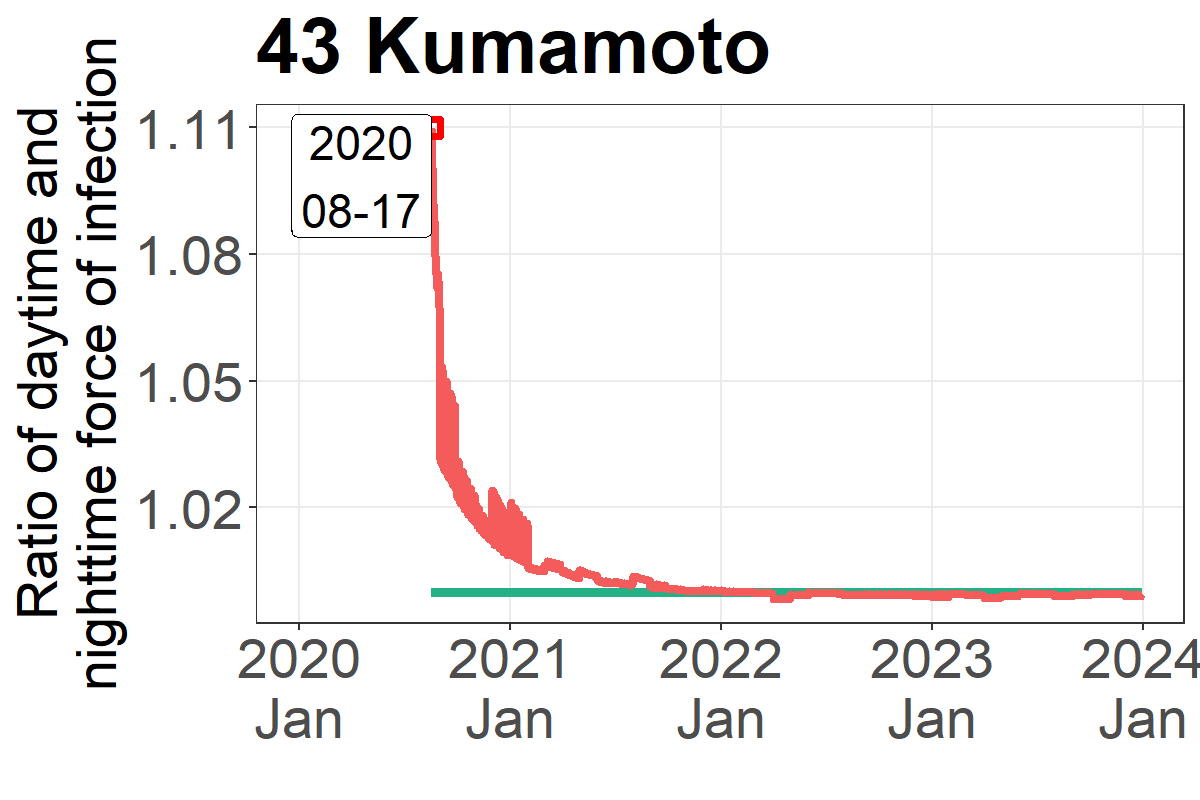 43 Kumamoto
Ratio of daytime and
nighttime force of infection
1.11
1.08
1.05
1.02
2020
08-17
2020
Jan
2021
Jan
2022
Jan
2023
Jan
2024
Jan